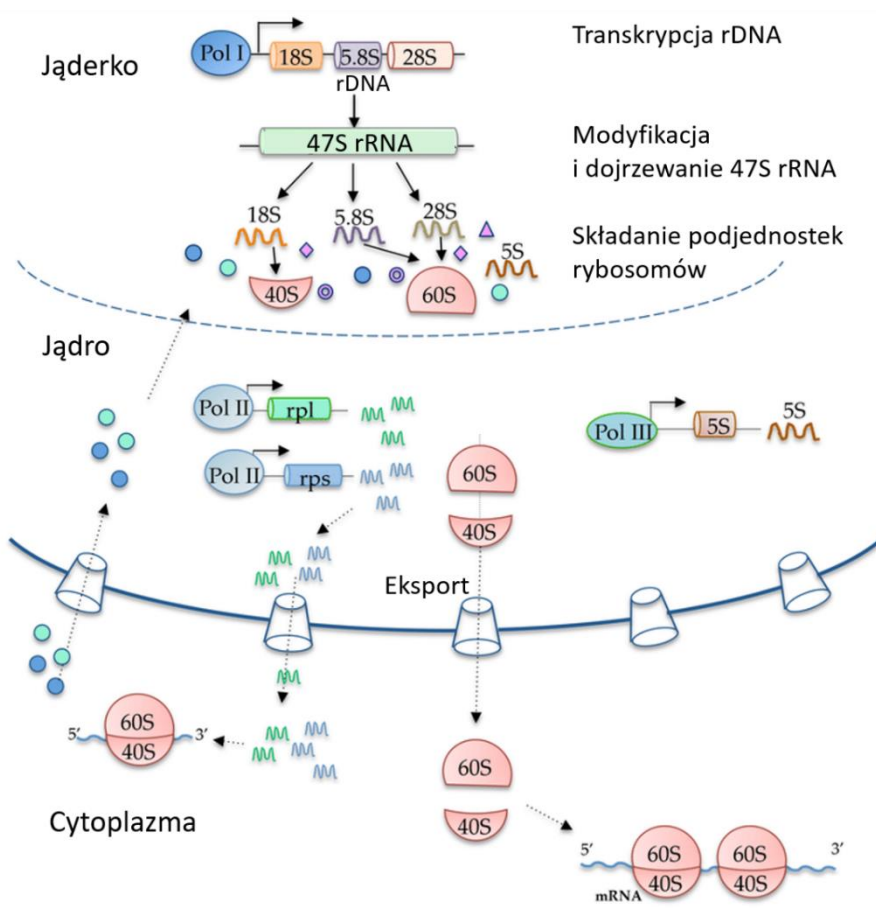 Jąderko
Pol I
18S
5.8S
28S
rDNA
Transkrypcja rDNA
47S rRNA
Modyfikacja
i dojrzewanie 47S rRNA
18S
5.8S
28S
5S
40S
60S
Składanie podjednostek
rybosomów
Jądro
Pol II
rpl
Pol II
rps
60S
40S
Pol III
5S
5S
Eksport
5'
60S
40S
3'
60S
40S
Cytoplazma
5'
60S
40S
60S
40S
3'
mRNA